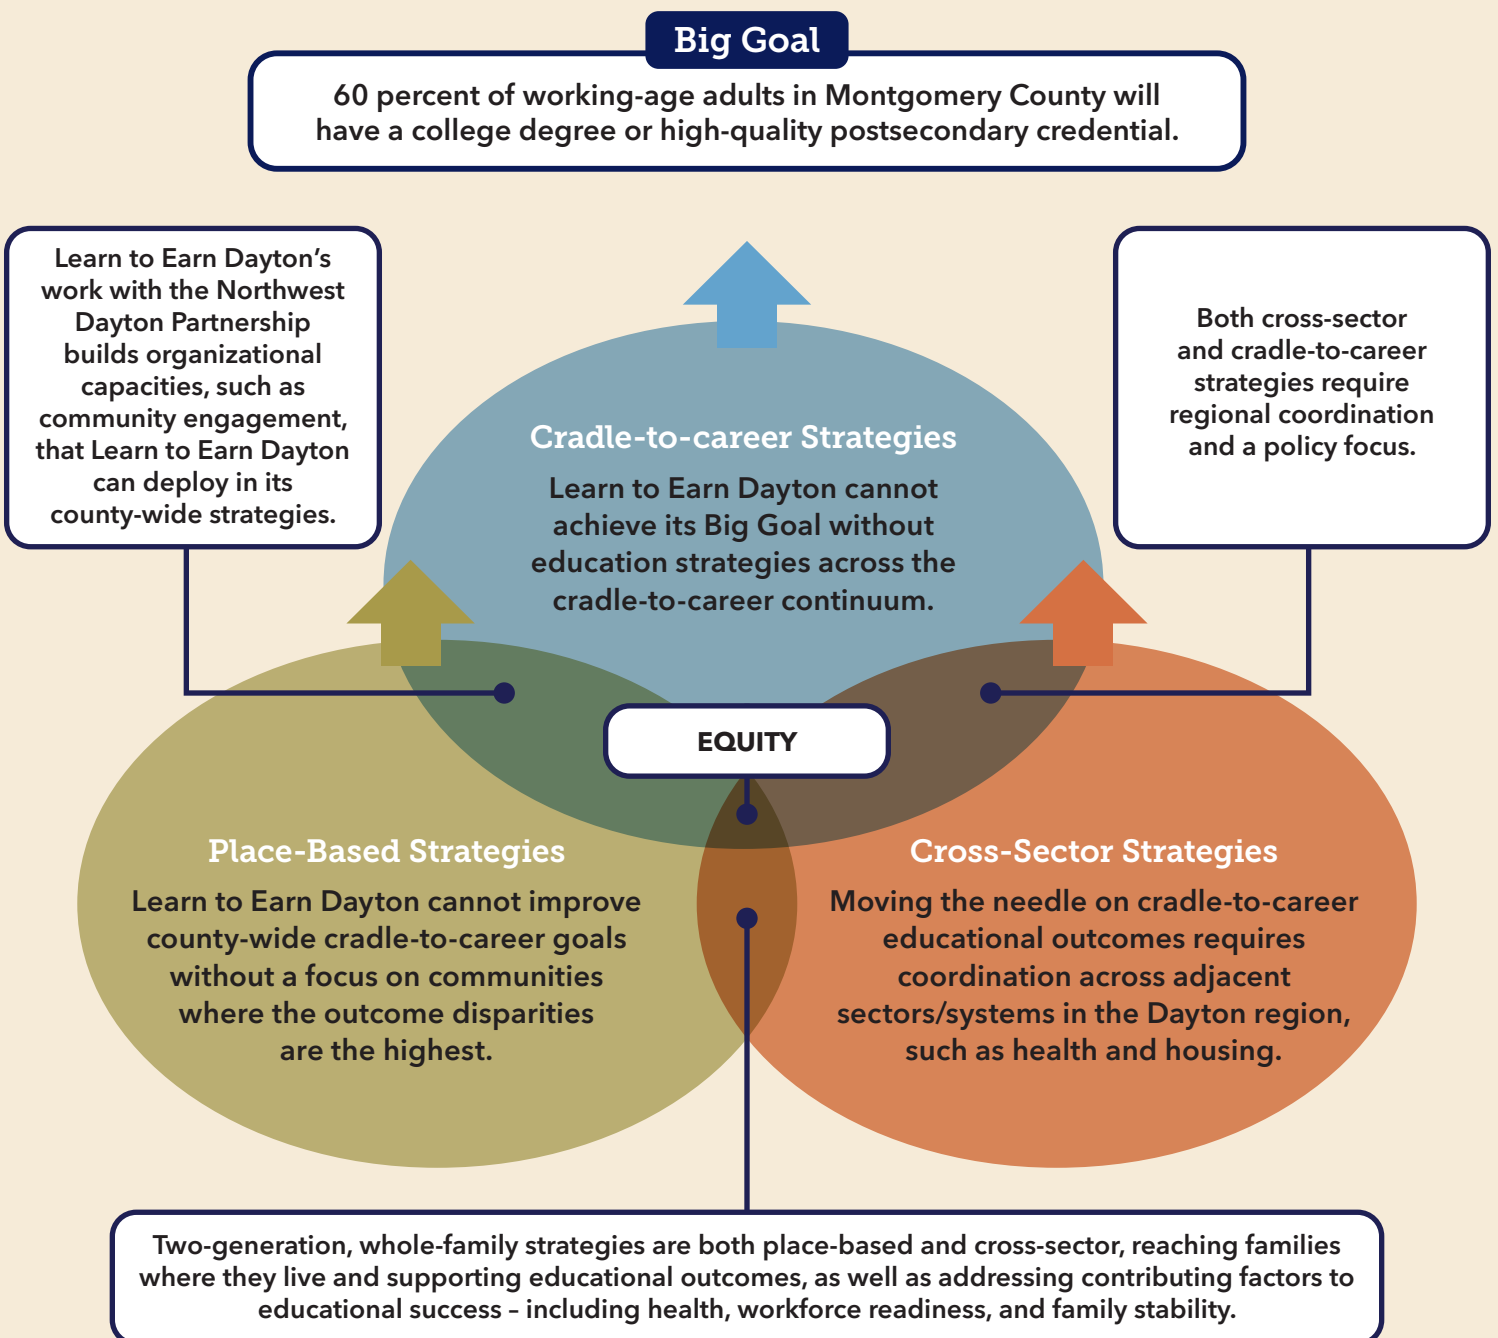 Big Goal
60 percent of working-age adults in Montgomery County will
have a college degree or high-quality postsecondary credential.
Learn to Earn Dayton’s
work with the Northwest
Dayton Partnership
builds organizational
capacities, such as
community engagement,
that Learn to Earn Dayton
can deploy in its
county-wide strategies.
Both cross-sector
and cradle-to-career
strategies require
regional coordination
and a policy focus.
Cradle-to-career Strategies
Learn to Earn Dayton cannot
achieve its Big Goal without
education strategies across the
cradle-to-career continuum.
EQUITY
Place-Based Strategies
Learn to Earn Dayton cannot improve
county-wide cradle-to-career goals
without a focus on communities
where the outcome disparities
are the highest.
Cross-Sector Strategies
Moving the needle on cradle-to-career
educational outcomes requires
coordination across adjacent
sectors/systems in the Dayton region,
such as health and housing.
Two-generation, whole-family strategies are both place-based and cross-sector, reaching families
where they live and supporting educational outcomes, as well as addressing contributing factors to
educational success – including health, workforce readiness, and family stability.